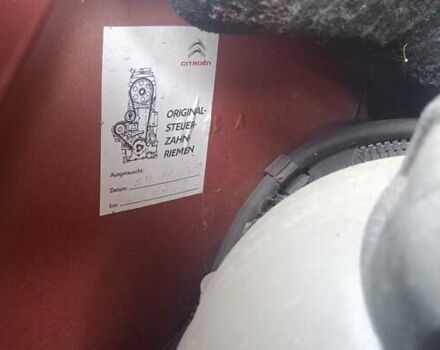 CITROËN
ORIGINAL-
STEUER-
ZAHN-
RIEMEN
Ausgetauscht:
Datum:
km: